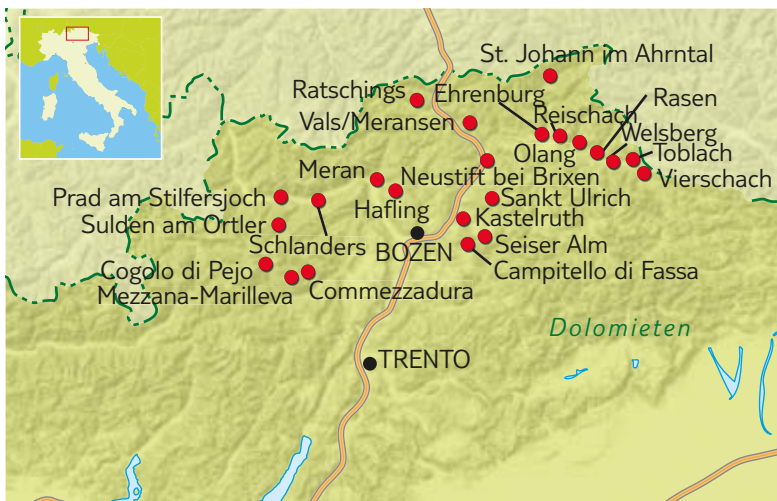 St. Johann im Ahrntal
Ratschings
Ehrenburg
Rasen
Reischach
Vals/Meransen
Welsberg
Olang
Toblach
Meran
Neustift bei Brixen
Vierschach
Prad am Stilfersjoch
Hafling
Sankt Ulrich
Sulden am Ortler
Kastelruth
Schlanders
BOZEN
Seiser Alm
Cogolo di Pejo
Campitello di Fassa
Mezzana-Marilleva
Commezzadura
Dolomieten
TRENTO